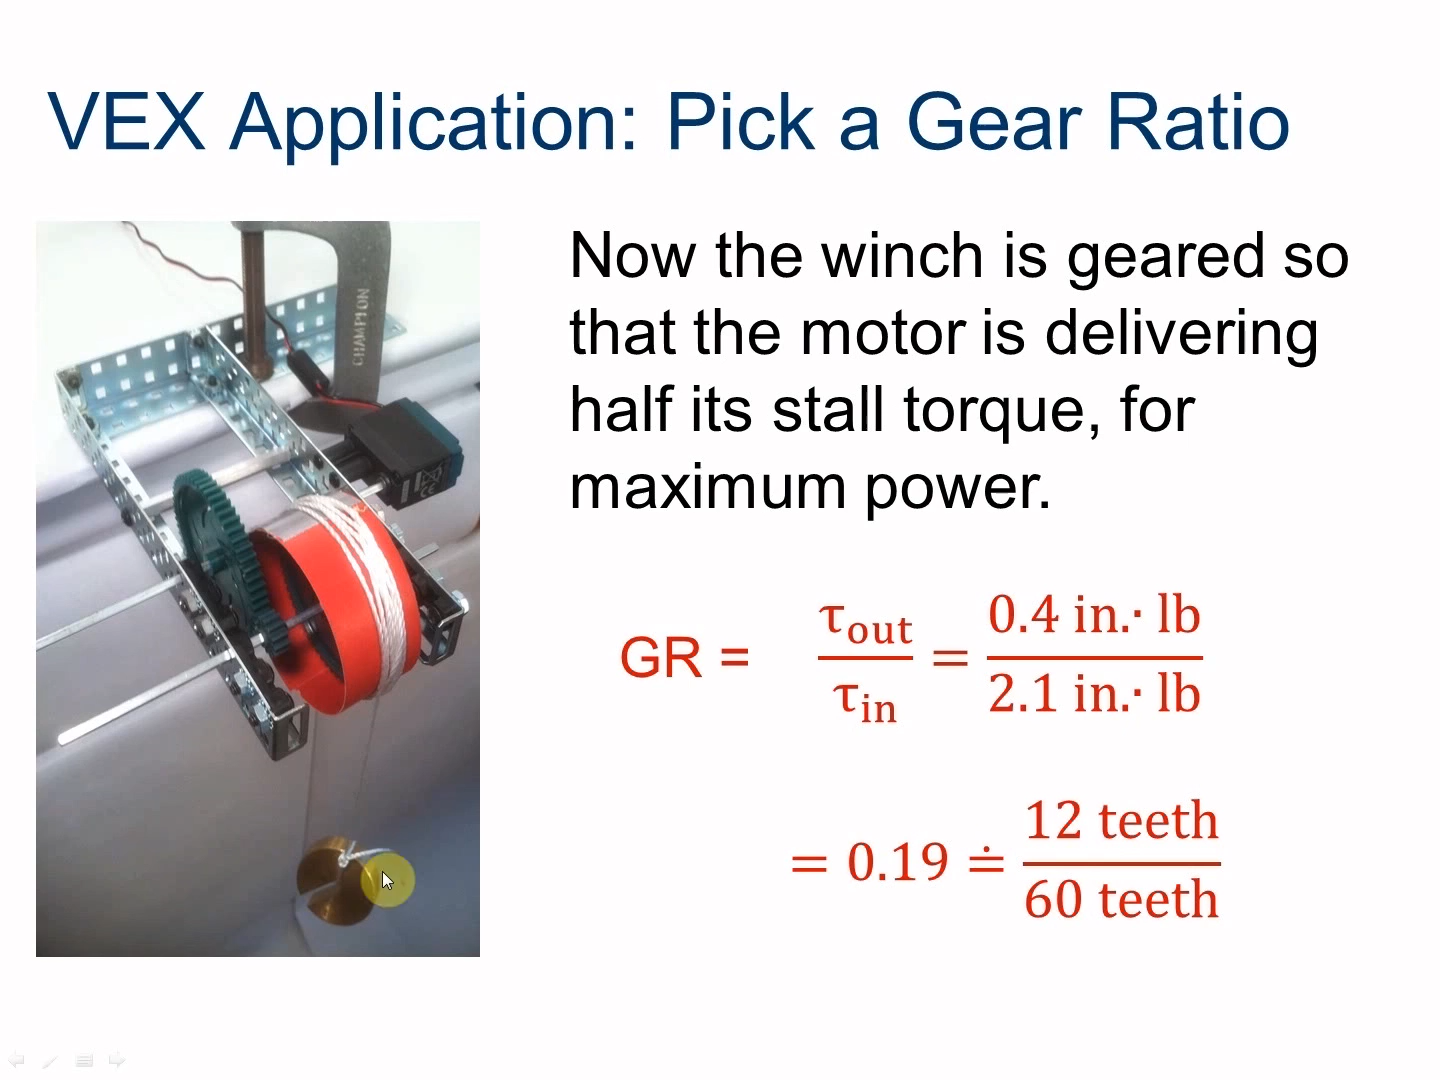 VEX Application: Pick a Gear Ratio
Now the winch is geared so
that the motor is delivering
half its stall torque, for
maximum power.
CHAMPION
GR = τout/τin = 0.4 in.· lb/2.1 in.· lb
= 0.19 ≐ 12 teeth/60 teeth